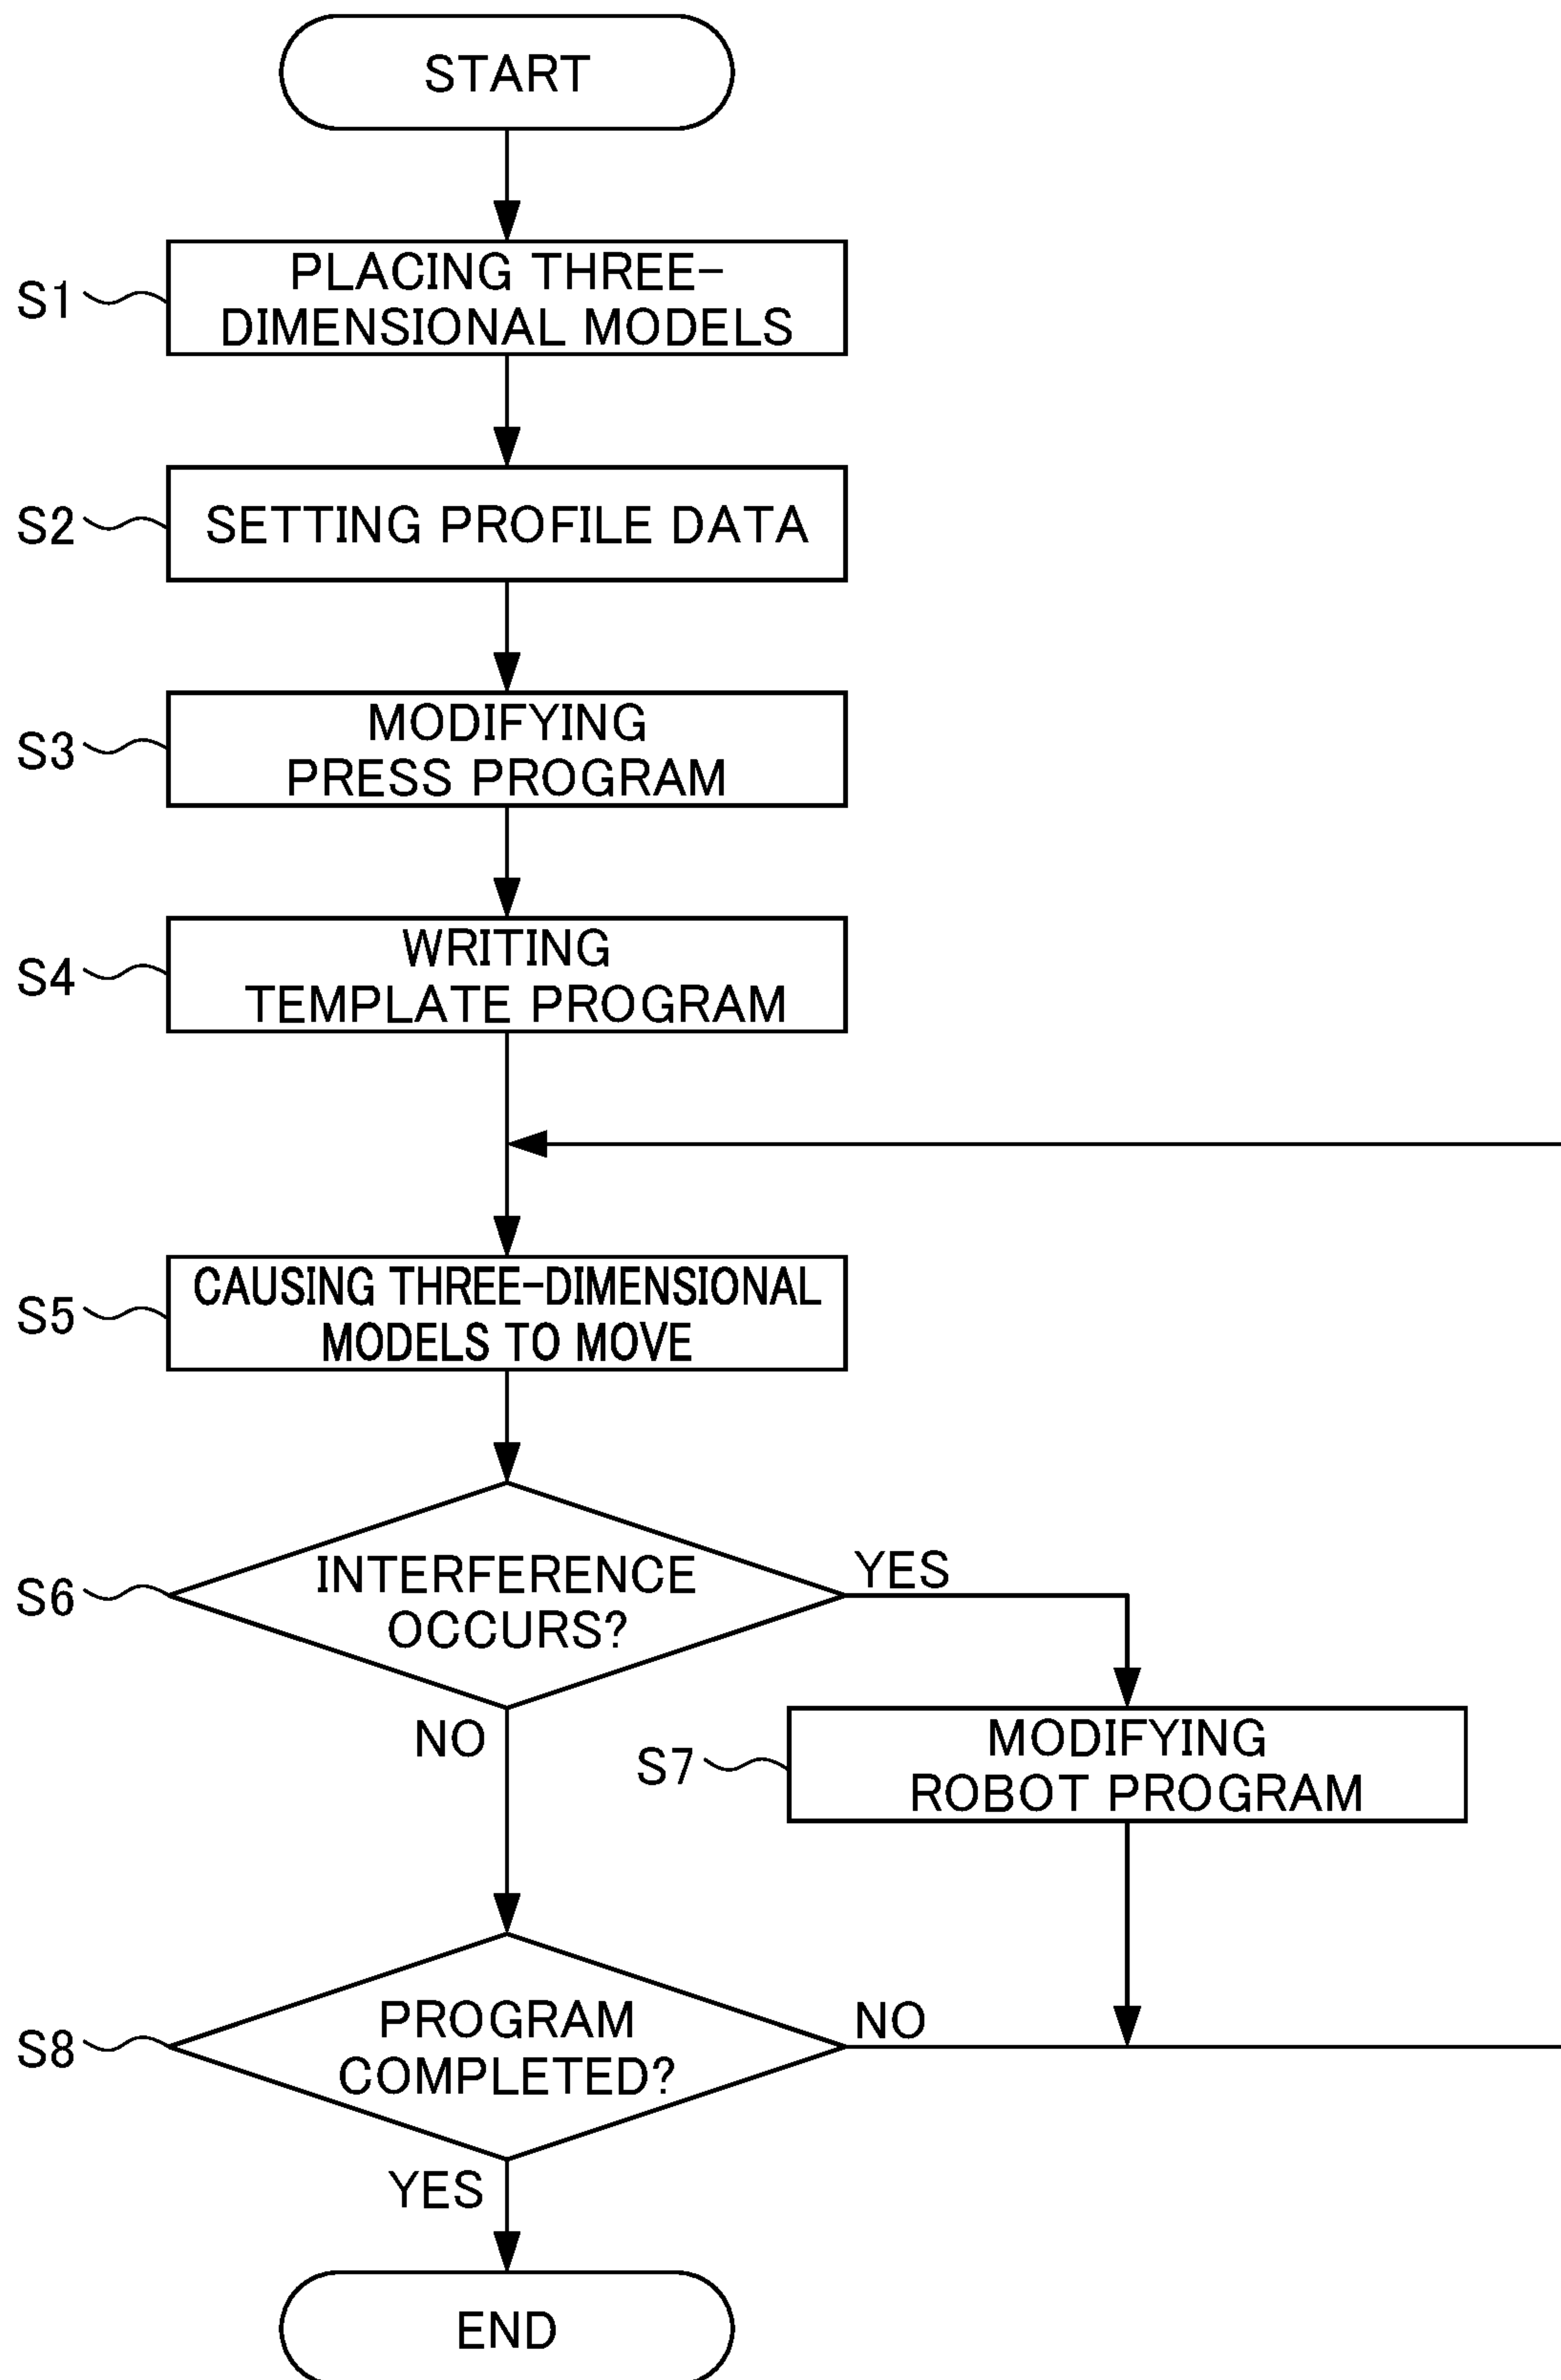 START
S1
PLACING THREE-
DIMENSIONAL MODELS
S2
SETTING PROFILE DATA
S3
MODIFYING
PRESS PROGRAM
S4
WRITING
TEMPLATE PROGRAM
S5
CAUSING THREE-DIMENSIONAL
MODELS TO MOVE
S6
INTERFERENCE
OCCURS?
YES
NO
S7
MODIFYING
ROBOT PROGRAM
S8
PROGRAM
COMPLETED?
NO
YES
END